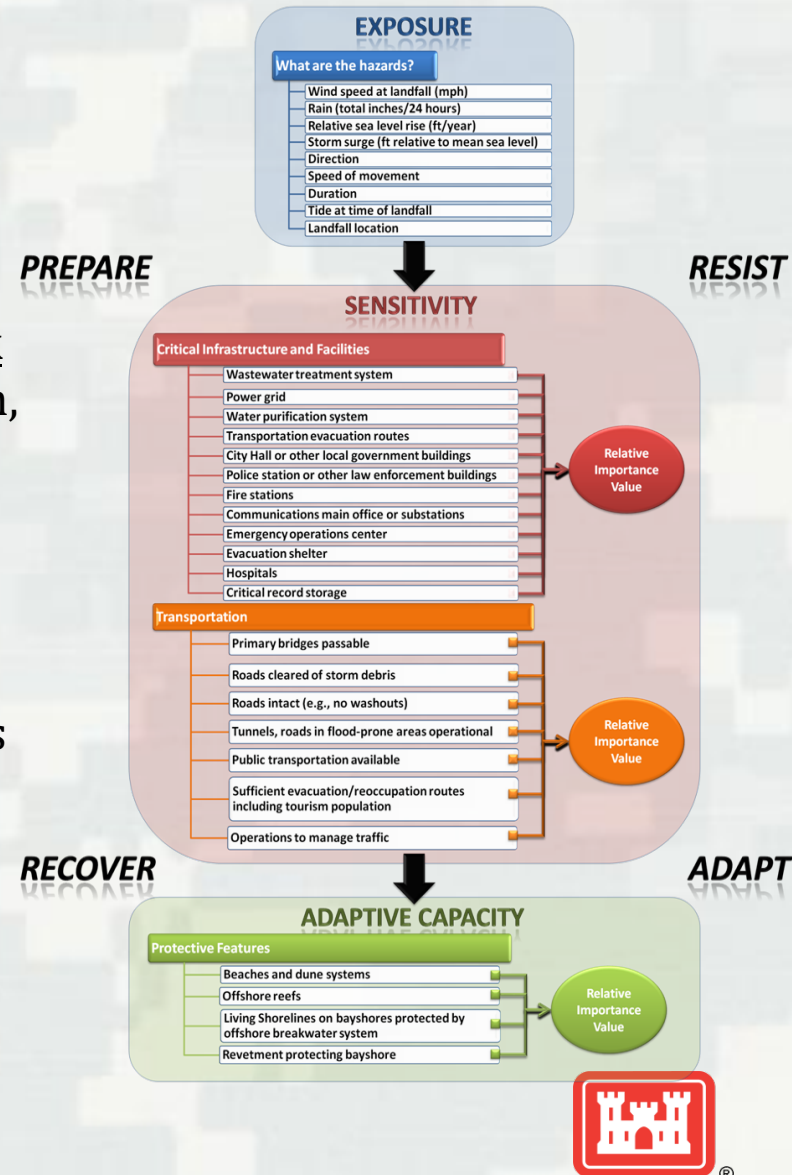 EXPOSURE
What are the hazards?
Wind speed at landfall (mph)
Rain (total inches/24 hours)
Relative sea level rise (ft/year)
Storm surge (ft relative to mean sea level)
Direction
Speed of movement
Duration
Tide at time of landfall
Landfall location
PREPARE
RESIST
SENSITIVITY
Critical Infrastructure and Facilities
Wastewater treatment system
Power grid
Water purification system
Transportation evacuation routes
City Hall or other local government buildings
Police station or other law enforcement buildings
Fire stations
Communications main office or substations
Emergency operations center
Evacuation shelter
Hospitals
Critical record storage
Relative
Importance
Value
Transportation
Primary bridges passable
Roads cleared of storm debris
Roads intact (e.g., no washouts)
Tunnels, roads in flood-prone areas operational
Public transportation available
Sufficient evacuation/reoccupation routes
including tourism population
Operations to manage traffic
Relative
Importance
Value
RECOVER
ADAPT
ADAPTIVE CAPACITY
Protective Features
Beaches and dune systems
Offshore reefs
Living Shorelines on bayshores protected by
offshore breakwater system
Revetment protecting bayshore
Relative
Importance
Value
®